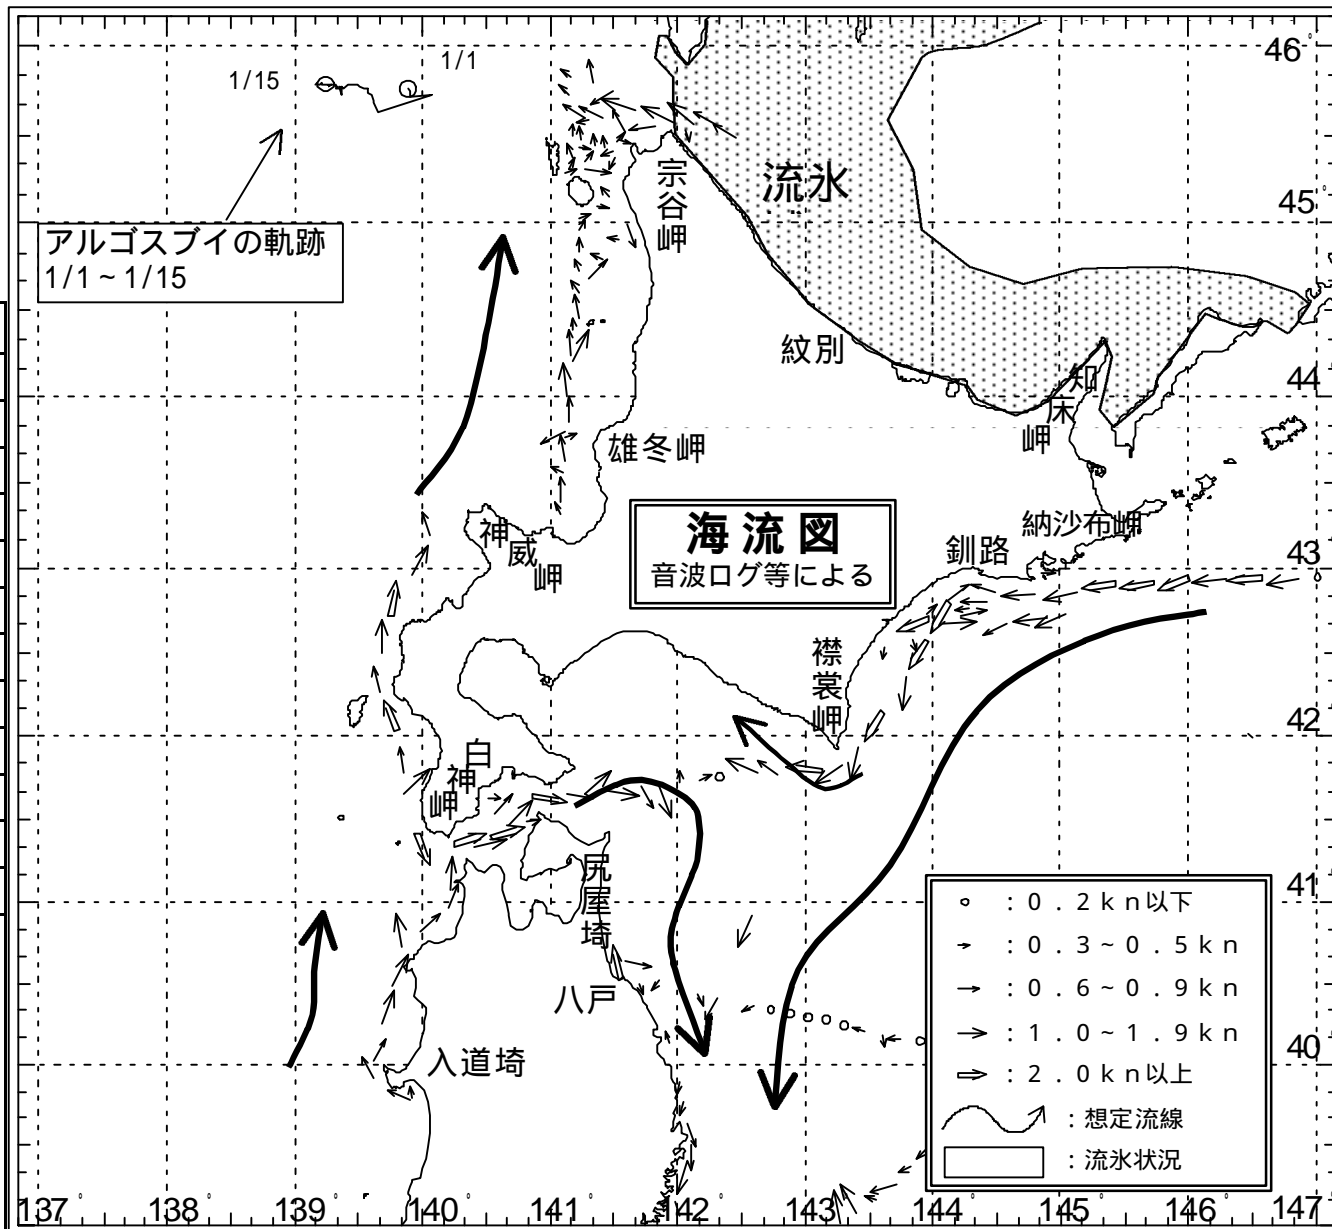 1/15
1/1
46°
アルゴスブイの軌跡
1/1～1/15
流氷
宗谷岬
45°
紋別
44°
知床岬
雄冬岬
海流図
音波ログ等による
神威岬
納沙布岬
釧路
43°
襟裳岬
42°
白神岬
尻屋埼
41°
八戸
入道埼
40°
：０．２ｋｎ以下
：０．３～０．５ｋｎ
：０．６～０．９ｋｎ
：１．０～１．９ｋｎ
：２．０ｋｎ以上
：想定流線
：流氷状況
137° 138° 139° 140° 141° 142° 143° 144° 145° 146° 147°